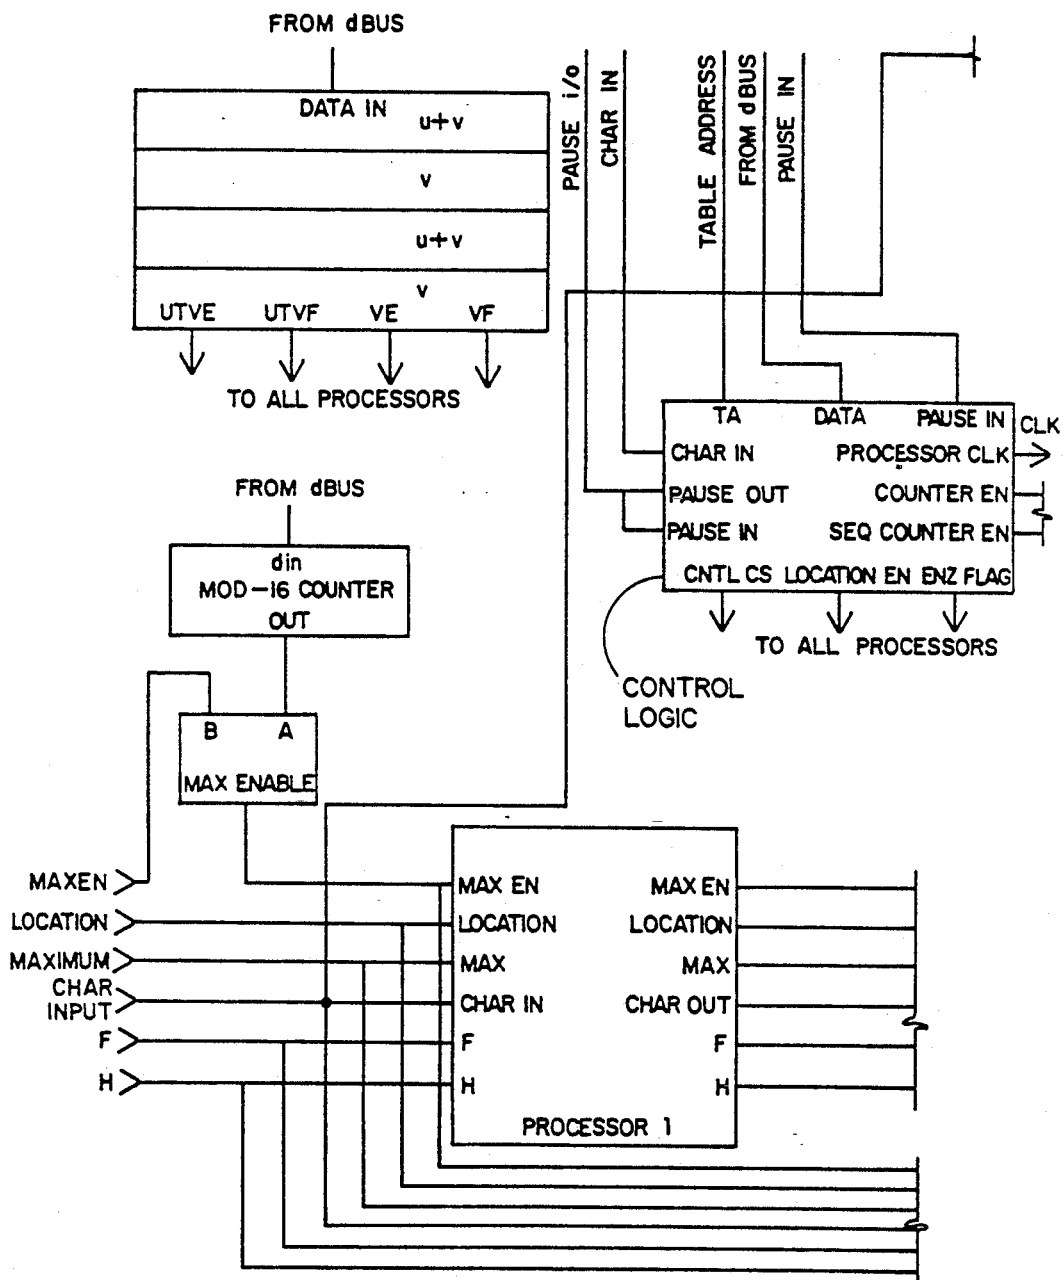 FROM dBUS
DATA IN
u+v
v
u+v
v
UTVE UTVF VE VF
TO ALL PROCESSORS
PAUSE i/o
CHAR IN
TABLE ADDRESS
FROM dBUS
PAUSE IN
TA DATA PAUSE IN
CLK
CHAR IN PROCESSOR CLK
PAUSE OUT COUNTER EN
PAUSE IN SEQ COUNTER EN
CNTL CS LOCATION EN ENZ FLAG
TO ALL PROCESSORS
CONTROL
LOGIC
FROM dBUS
din
MOD-16 COUNTER
OUT
B A
MAX ENABLE
MAXEN
LOCATION
MAXIMUM
CHAR
INPUT
F
H
MAX EN MAX EN
LOCATION LOCATION
MAX MAX
CHAR IN CHAR OUT
F F
H H
PROCESSOR 1